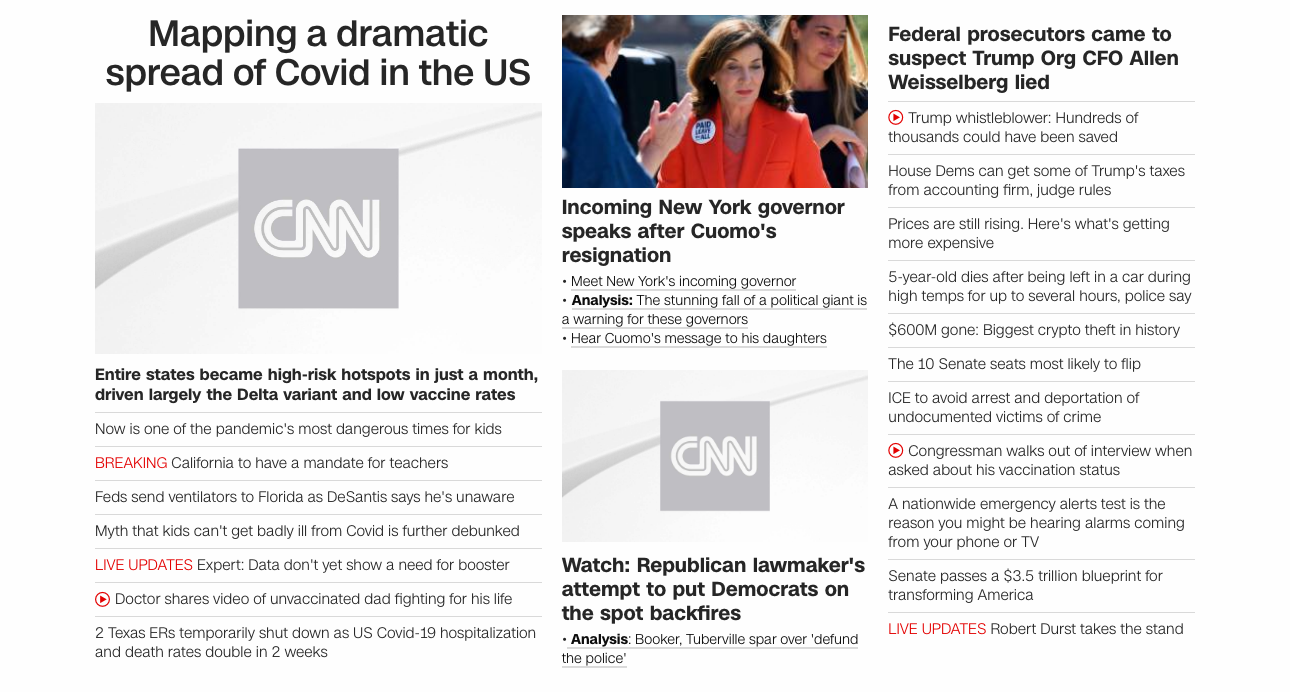 Mapping a dramatic
spread of Covid in the US
CNN
Entire states became high-risk hotspots in just a month,
driven largely the Delta variant and low vaccine rates
Now is one of the pandemic's most dangerous times for kids
BREAKING California to have a mandate for teachers
Feds send ventilators to Florida as DeSantis says he's unaware
Myth that kids can't get badly ill from Covid is further debunked
LIVE UPDATES Expert: Data don't yet show a need for booster
Doctor shares video of unvaccinated dad fighting for his life
2 Texas ERs temporarily shut down as US Covid-19 hospitalization
and death rates double in 2 weeks
PAID
LEAVE
FOR ALL
Incoming New York governor
speaks after Cuomo's
resignation
• Meet New York's incoming governor
• Analysis: The stunning fall of a political giant is
a warning for these governors
• Hear Cuomo's message to his daughters
CNN
Watch: Republican lawmaker's
attempt to put Democrats on
the spot backfires
• Analysis: Booker, Tuberville spar over 'defund
the police'
Federal prosecutors came to
suspect Trump Org CFO Allen
Weisselberg lied
Trump whistleblower: Hundreds of
thousands could have been saved
House Dems can get some of Trump's taxes
from accounting firm, judge rules
Prices are still rising. Here's what's getting
more expensive
5-year-old dies after being left in a car during
high temps for up to several hours, police say
$600M gone: Biggest crypto theft in history
The 10 Senate seats most likely to flip
ICE to avoid arrest and deportation of
undocumented victims of crime
Congressman walks out of interview when
asked about his vaccination status
A nationwide emergency alerts test is the
reason you might be hearing alarms coming
from your phone or TV
Senate passes a $3.5 trillion blueprint for
transforming America
LIVE UPDATES Robert Durst takes the stand